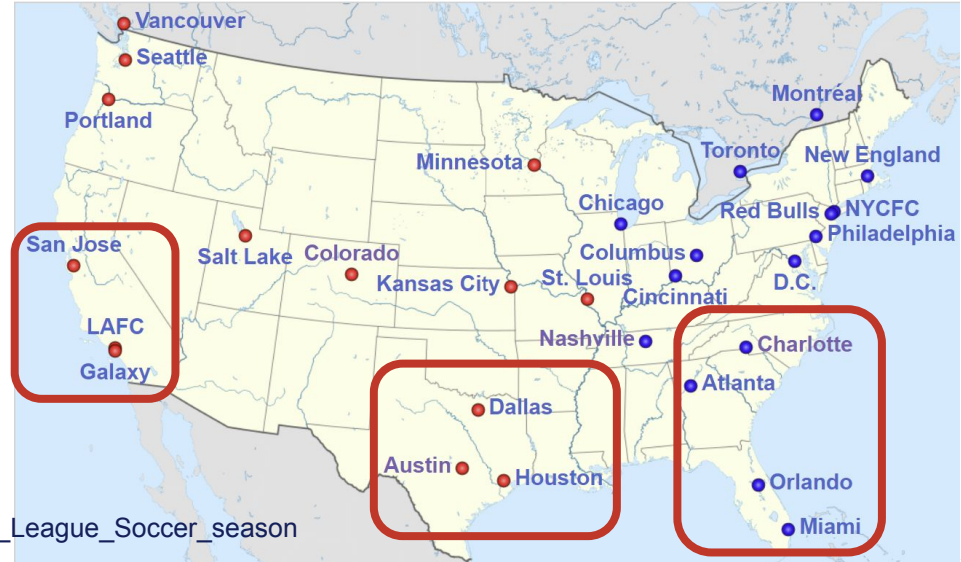 Vancouver
Seattle
Portland
Montréal
Minnesota
Toronto
New England
Chicago
Red Bulls
NYCFC
Philadelphia
San Jose
Salt Lake
Colorado
Columbus
Kansas City
St. Louis
Cincinnati
D.C.
LAFC
Galaxy
Nashville
Charlotte
Atlanta
Dallas
Austin
Houston
Orlando
Miami
_League_Soccer_season